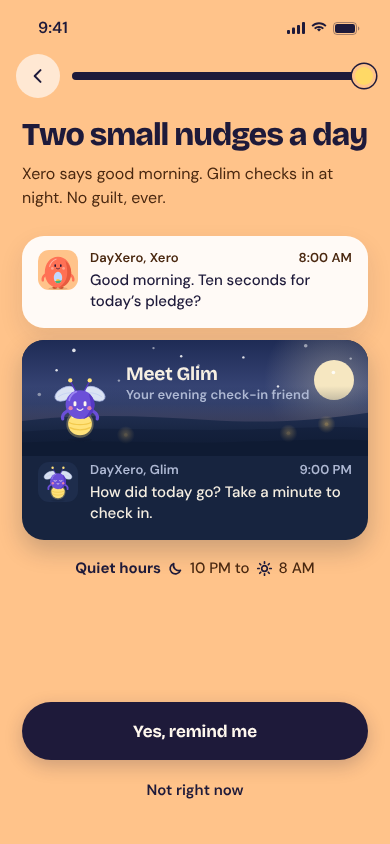 9:41
Two small nudges a day
Xero says good morning. Glim checks in at
night. No guilt, ever.
DayXero, Xero 8:00 AM
Good morning. Ten seconds for
today’s pledge?
Meet Glim
Your evening check-in friend
DayXero, Glim 9:00 PM
How did today go? Take a minute to
check in.
Quiet hours 10 PM to 8 AM
Yes, remind me
Not right now